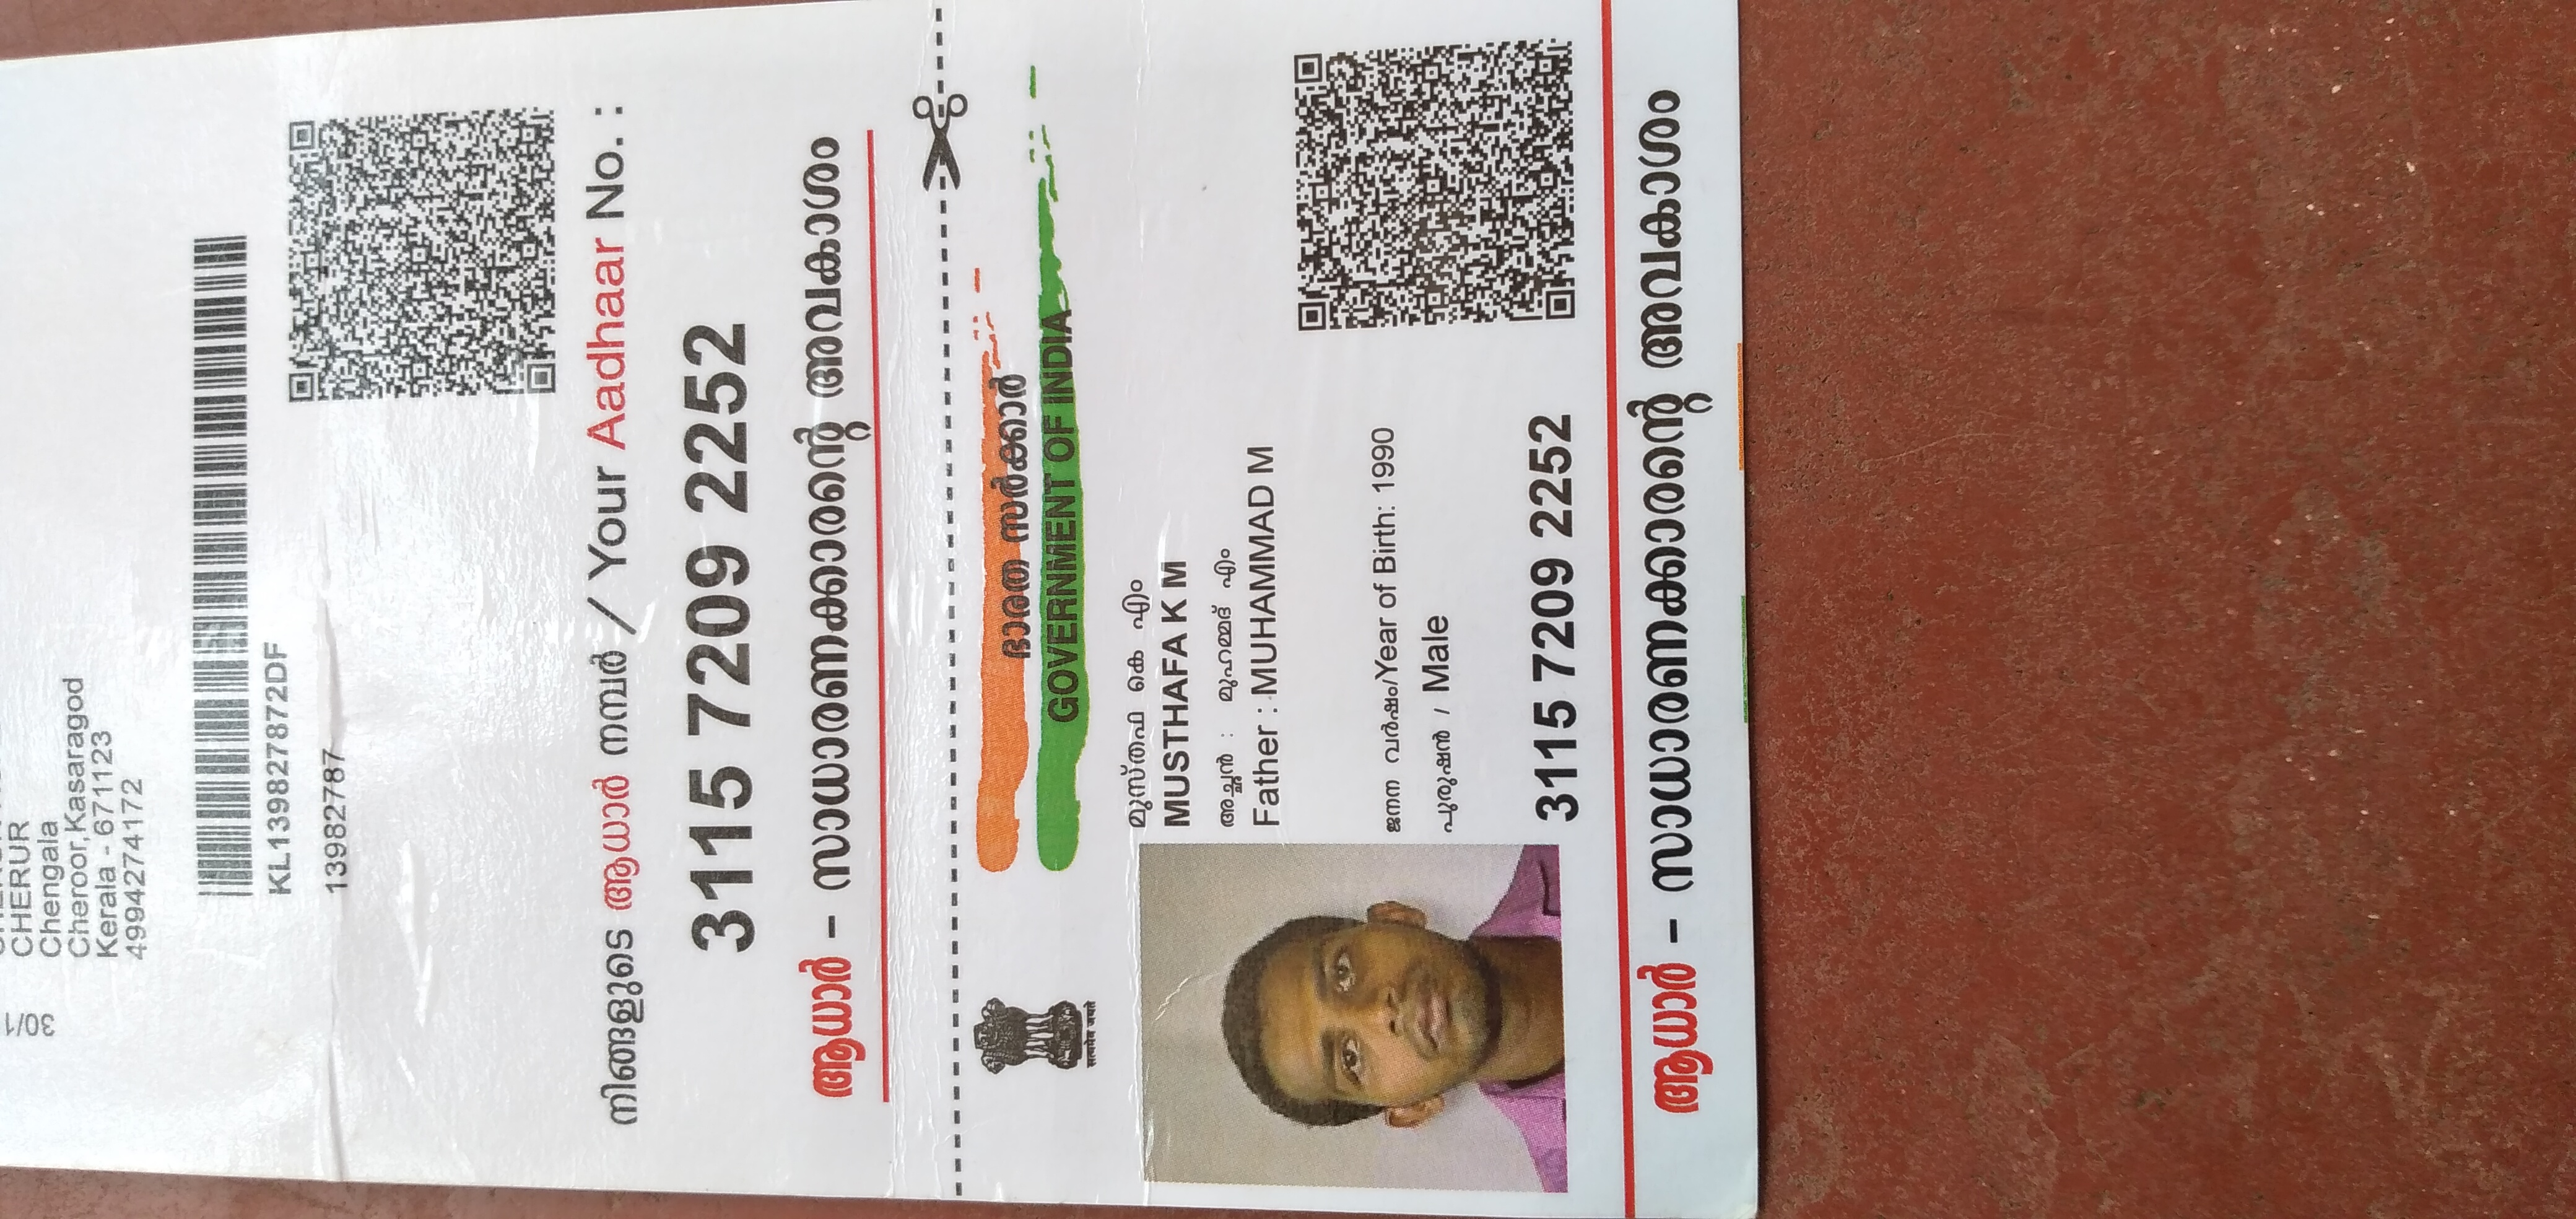 30/1
CHERUR
Chengala
Cheroor,Kasaragod
Kerala - 671123
4994274172
KL139827872DF
13982787
നിങ്ങളുടെ ആധാർ നമ്പർ / Your Aadhaar No. :
3115 7209 2252
ആധാർ – സാധാരണക്കാരന്റെ അവകാശം
ഭാരത സർക്കാർ
GOVERNMENT OF INDIA
सत्यमेव जयते
മുസ്തഫ കെ എം
MUSTHAFA K M
അച്ഛൻ : മുഹമ്മദ് എം
Father : MUHAMMAD M
ജനന വർഷം/Year of Birth: 1990
പുരുഷൻ / Male
3115 7209 2252
ആധാർ – സാധാരണക്കാരന്റെ അവകാശം